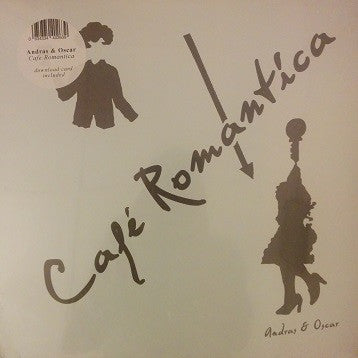 Andras & Oscar
Cafe Romantica
download card
included
Café Romantica
Andras & Oscar